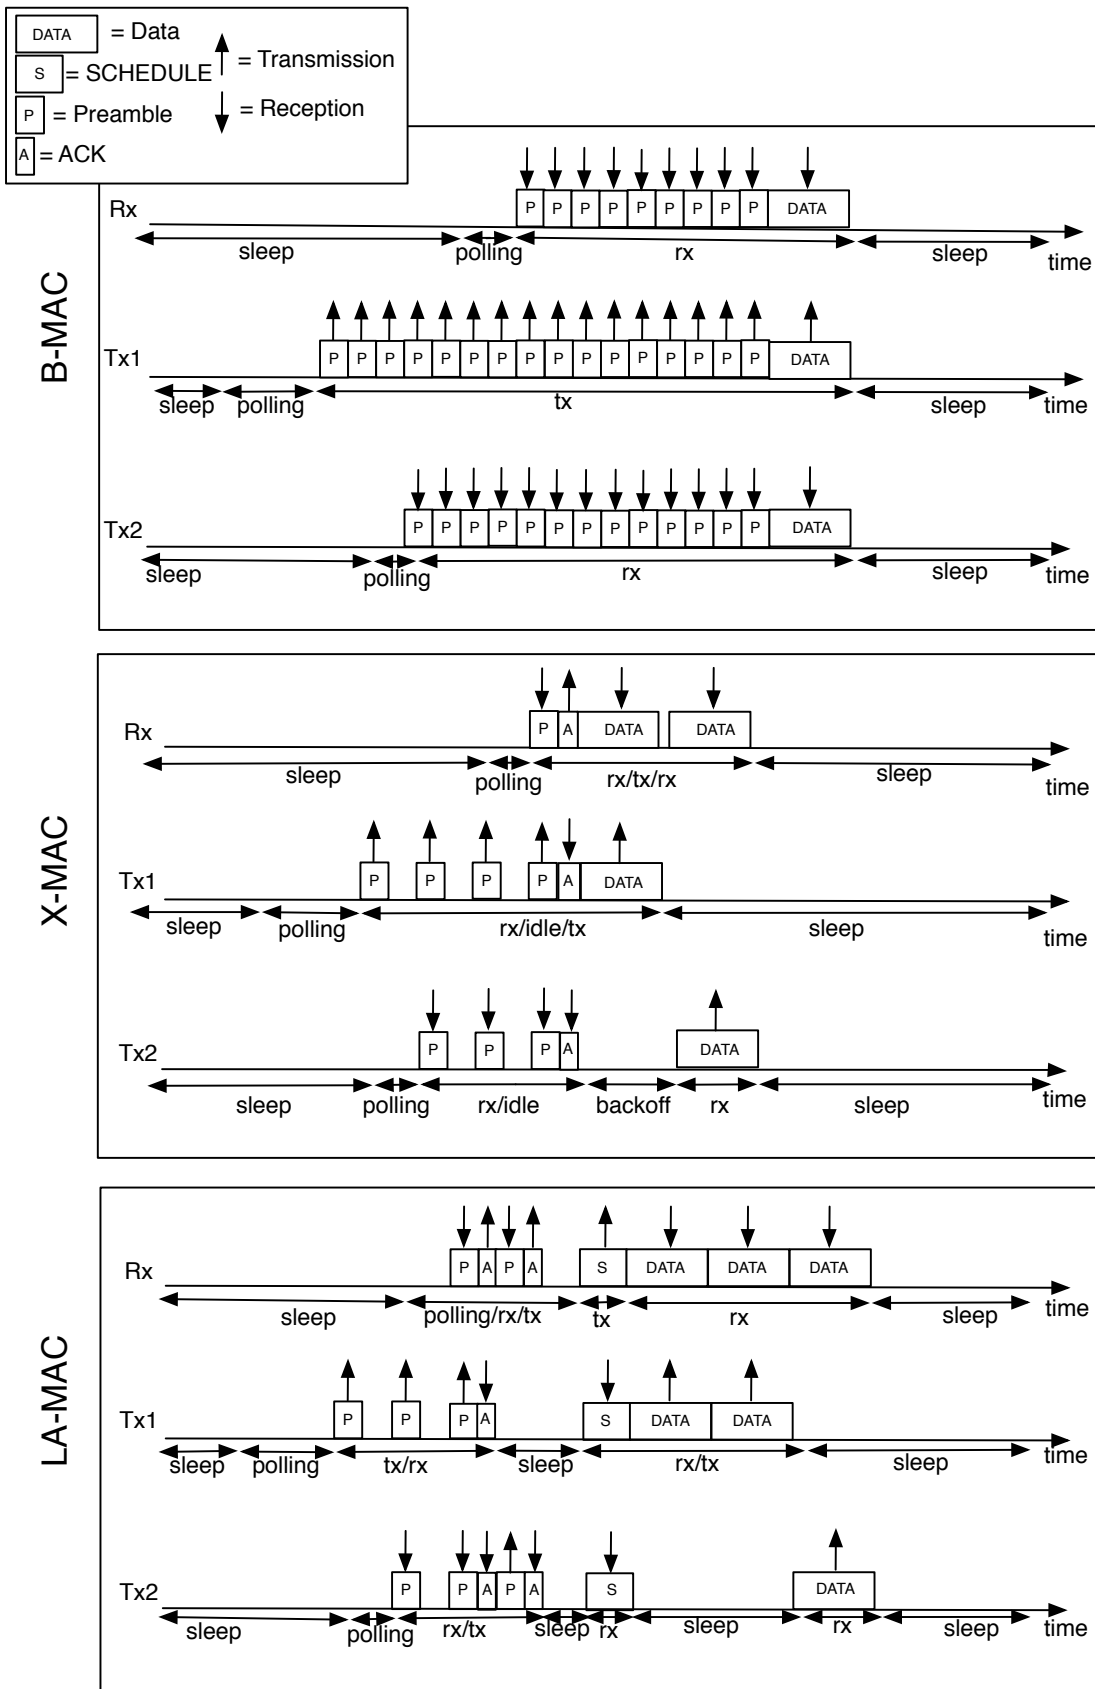 DATA = Data
S = SCHEDULE
P = Preamble
A = ACK
= Transmission
= Reception
B-MAC
Rx
P P P P P P P P P DATA
sleep polling rx sleep time
Tx1
P P P P P P P P P P P P P P P P DATA
sleep polling tx sleep time
Tx2
P P P P P P P P P P P P P DATA
sleep polling rx sleep time
X-MAC
Rx
P A DATA DATA
sleep polling rx/tx/rx sleep time
Tx1
P P P P A DATA
sleep polling rx/idle/tx sleep time
Tx2
P P P A DATA
sleep polling rx/idle backoff rx sleep time
LA-MAC
Rx
P A P A S DATA DATA DATA
sleep polling/rx/tx tx rx sleep time
Tx1
P P P A S DATA DATA
sleep polling tx/rx sleep rx/tx sleep time
Tx2
P P A P A S DATA
sleep polling rx/tx sleep rx sleep rx sleep time